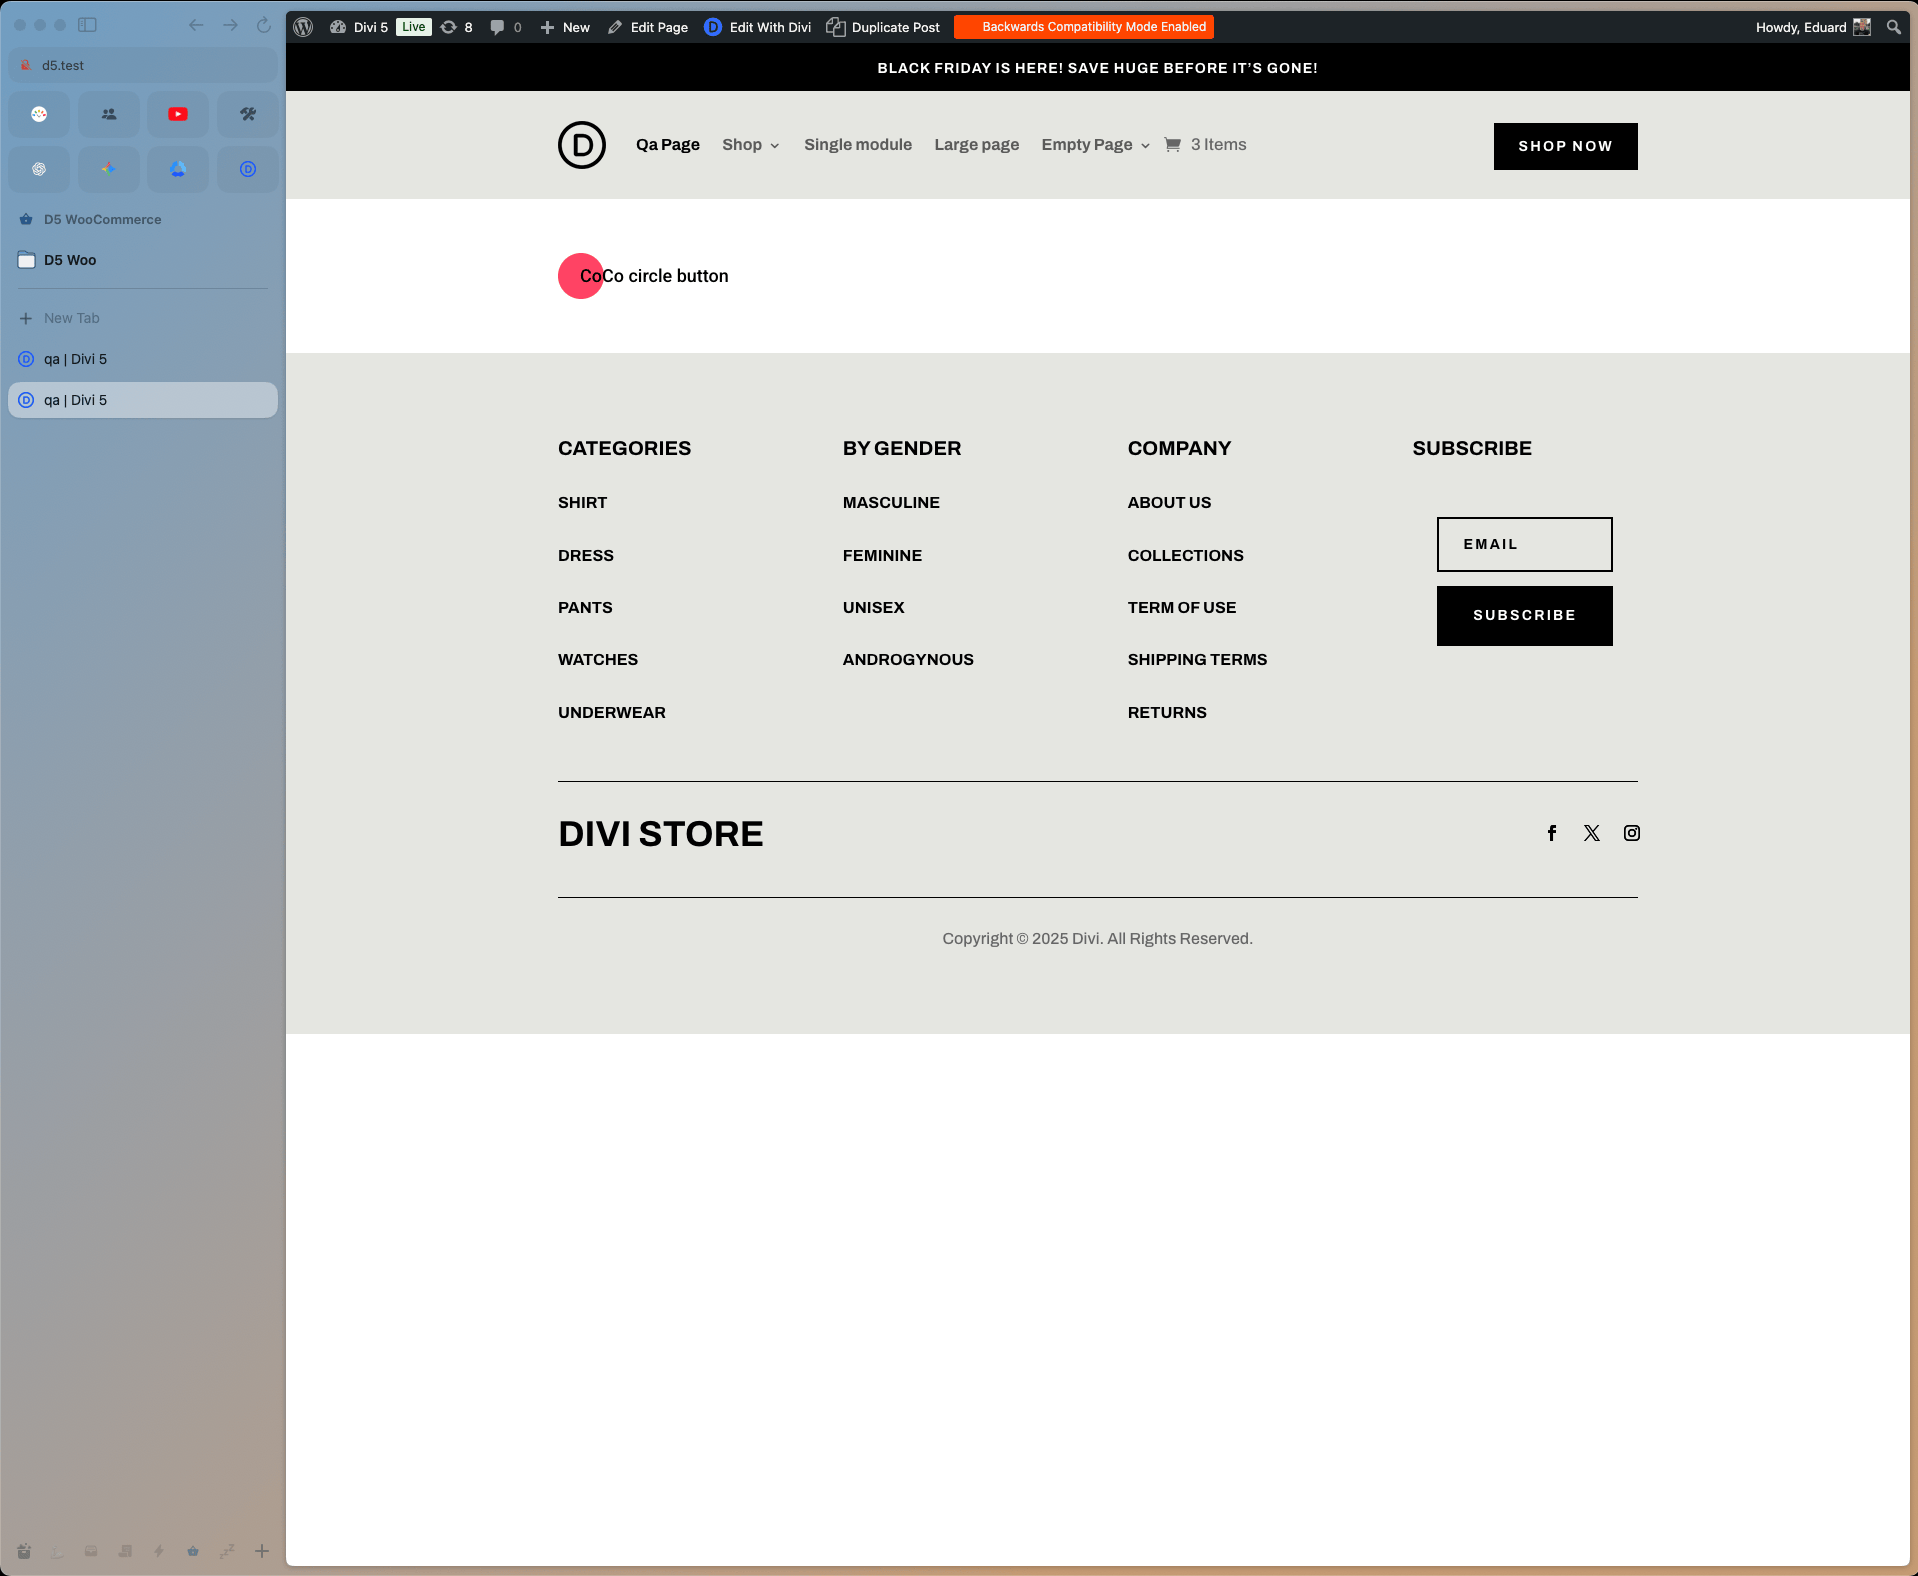 d5.test
D5 WooCommerce
D5 Woo
New Tab
qa | Divi 5
qa | Divi 5
Divi 5 Live 8 0 New Edit Page Edit With Divi Duplicate Post Backwards Compatibility Mode Enabled Howdy, Eduard
BLACK FRIDAY IS HERE! SAVE HUGE BEFORE IT’S GONE!
Qa Page Shop Single module Large page Empty Page 3 Items SHOP NOW
CoCo circle button
CATEGORIES
SHIRT
DRESS
PANTS
WATCHES
UNDERWEAR
BY GENDER
MASCULINE
FEMININE
UNISEX
ANDROGYNOUS
COMPANY
ABOUT US
COLLECTIONS
TERM OF USE
SHIPPING TERMS
RETURNS
SUBSCRIBE
EMAIL
SUBSCRIBE
DIVI STORE
Copyright © 2025 Divi. All Rights Reserved.